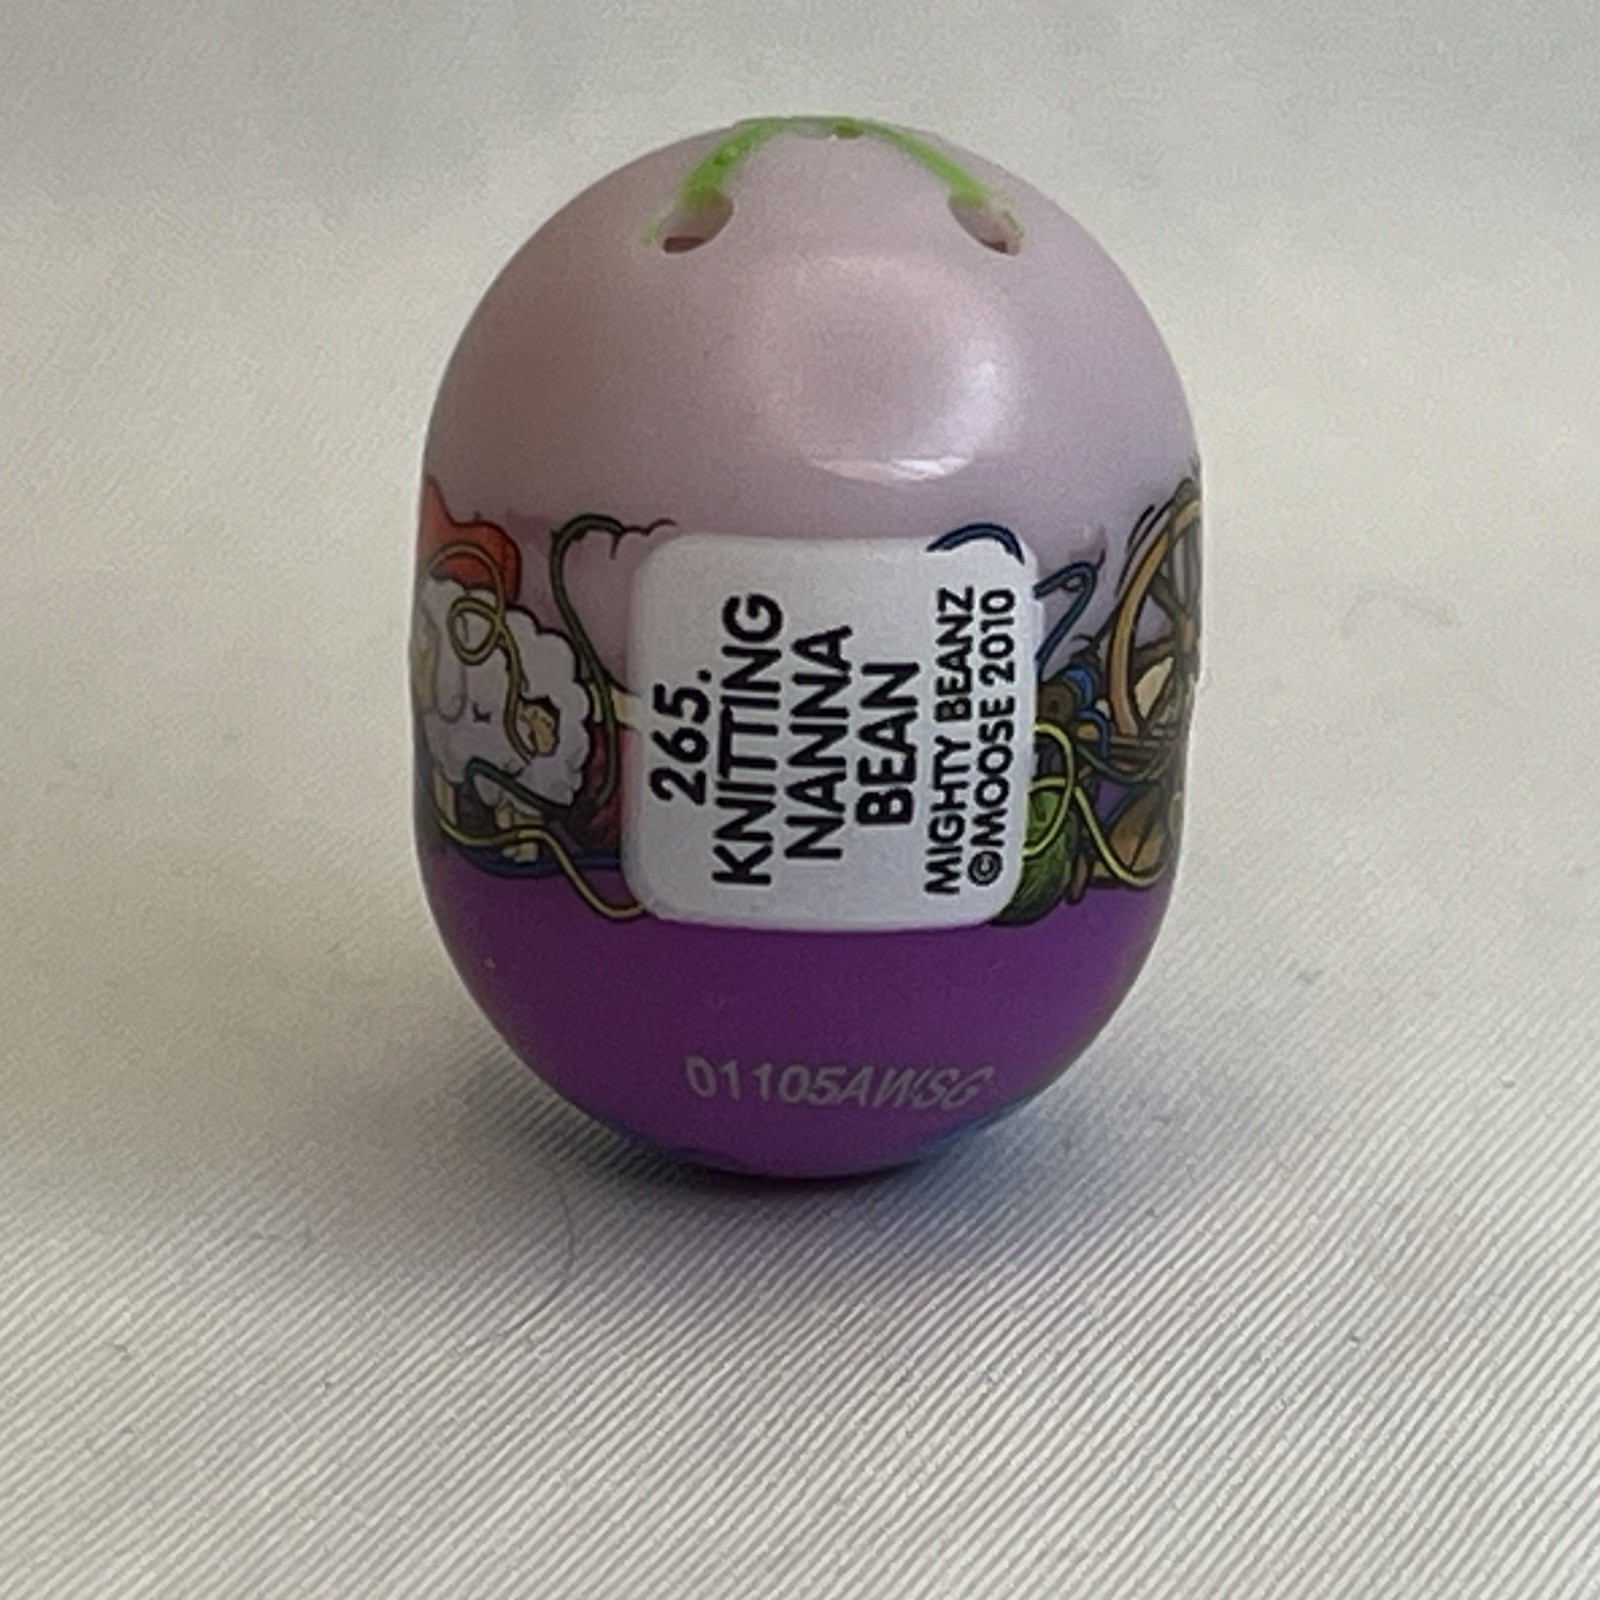 265.
KNITTING
NANNA
BEAN
MIGHTY BEANZ
©MOOSE 2010
01105AWSG